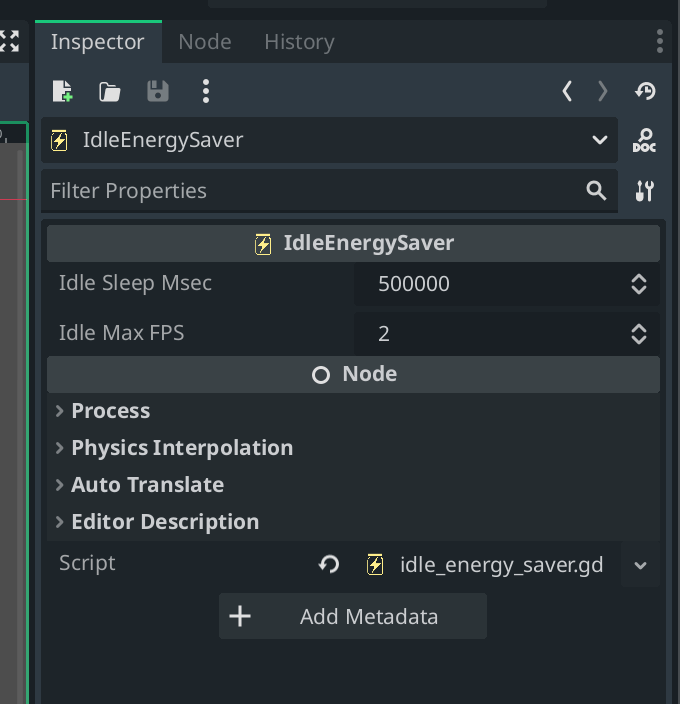 Inspector Node History
IdleEnergySaver
DOC
Filter Properties
IdleEnergySaver
Idle Sleep Msec 500000
Idle Max FPS 2
Node
Process
Physics Interpolation
Auto Translate
Editor Description
Script idle_energy_saver.gd
Add Metadata